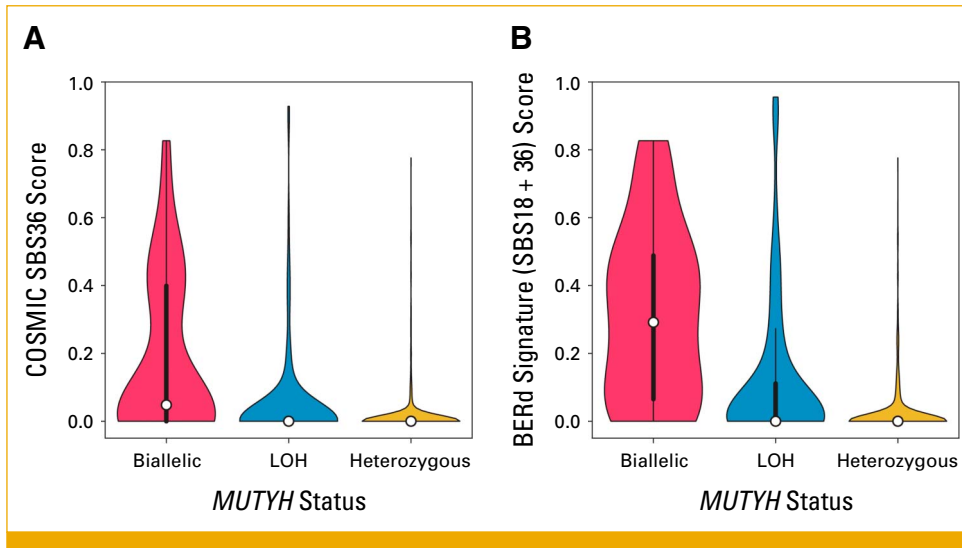 A
COSMIC SBS36 Score
1.0
0.8
0.6
0.4
0.2
0.0
Biallelic LOH Heterozygous
MUTYH Status
B
BERd Signature (SBS18 + 36) Score
1.0
0.8
0.6
0.4
0.2
0.0
Biallelic LOH Heterozygous
MUTYH Status